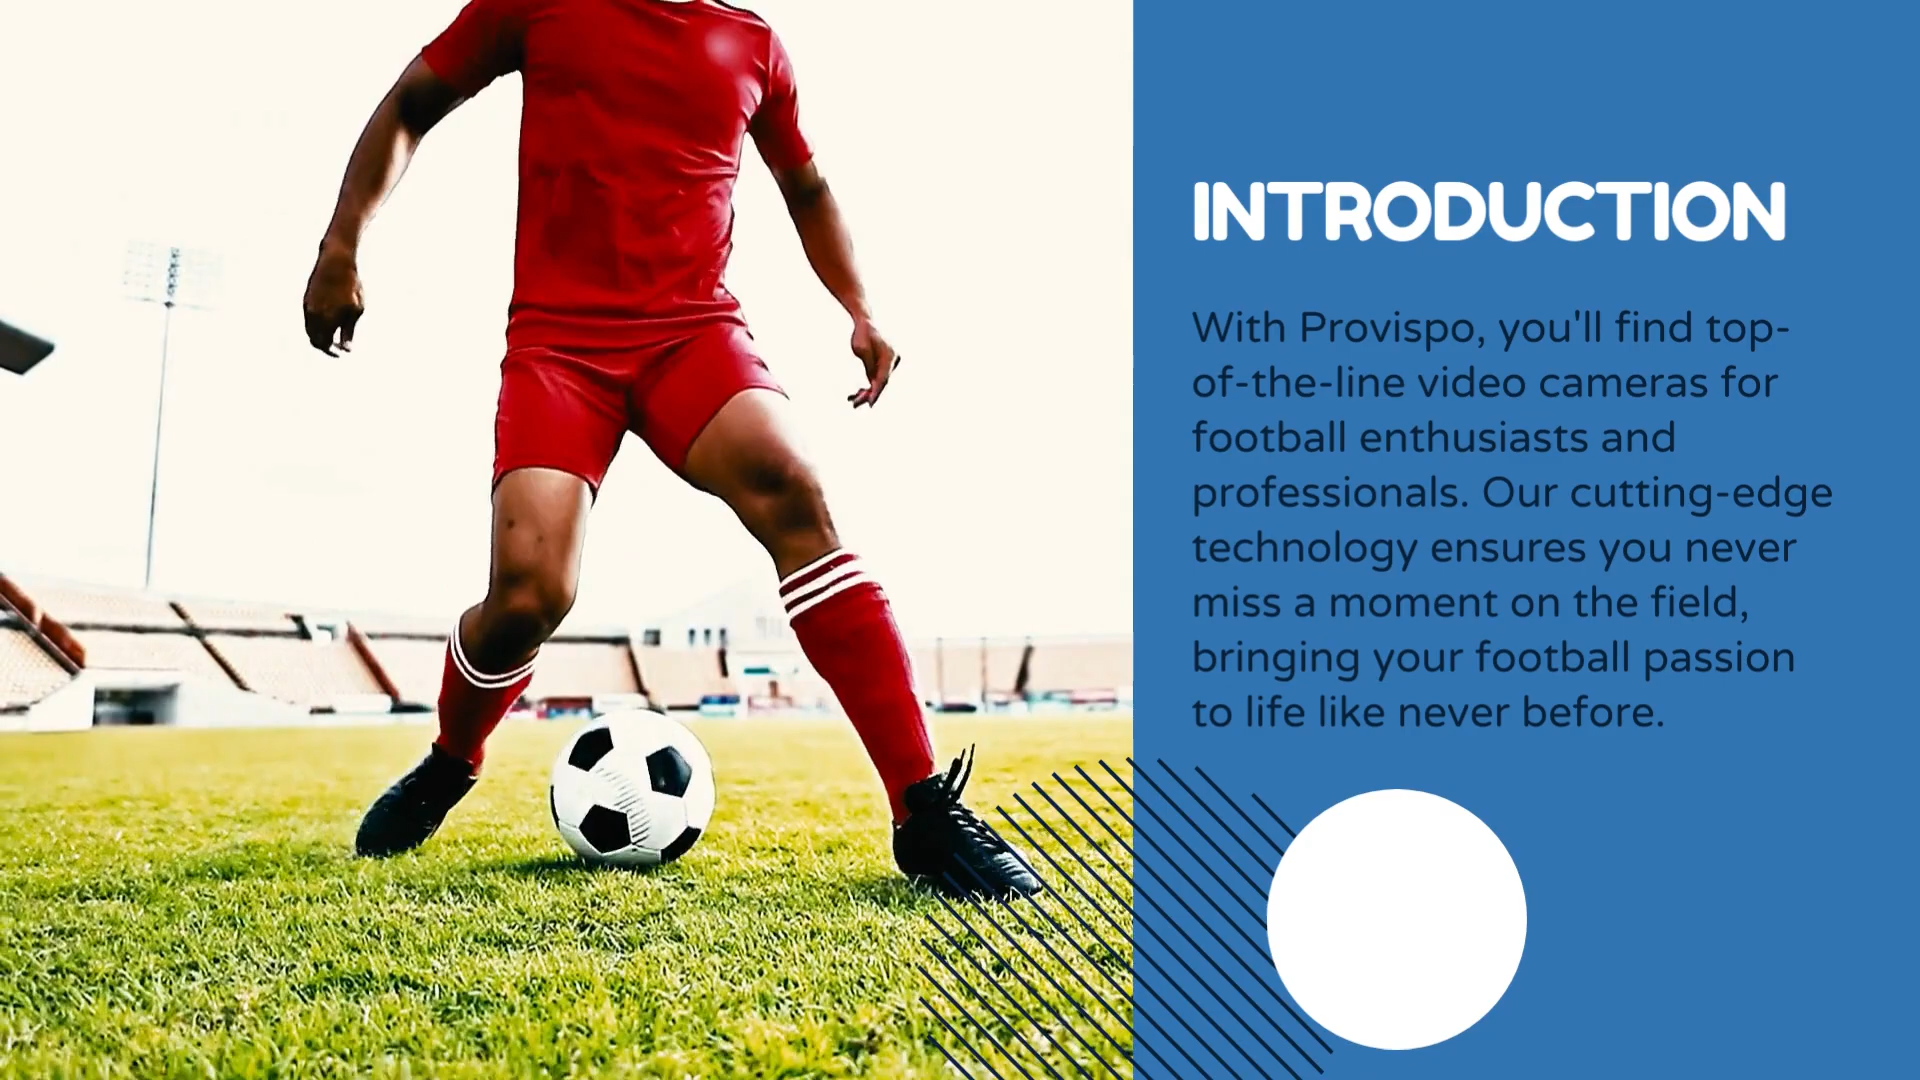 INTRODUCTION
With Provispo, you'll find top-
of-the-line video cameras for
football enthusiasts and
professionals. Our cutting-edge
technology ensures you never
miss a moment on the field,
bringing your football passion
to life like never before.